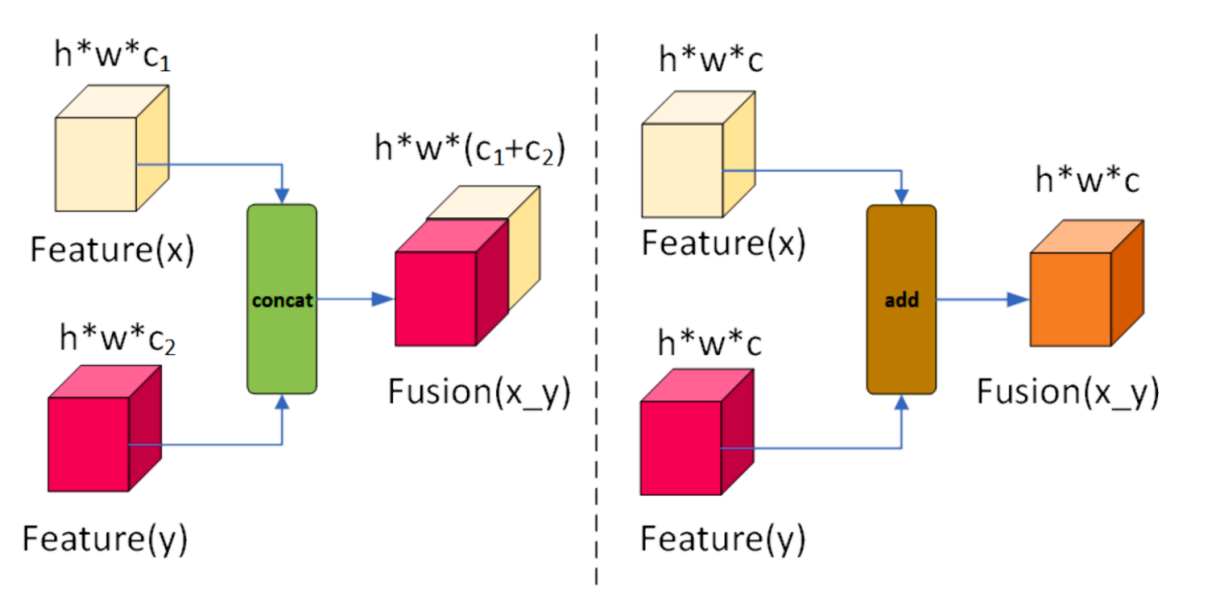 h*w*c₁
Feature(x)
h*w*c₂
Feature(y)
concat
h*w*(c₁+c₂)
Fusion(x_y)
h*w*c
Feature(x)
h*w*c
Feature(y)
add
h*w*c
Fusion(x_y)